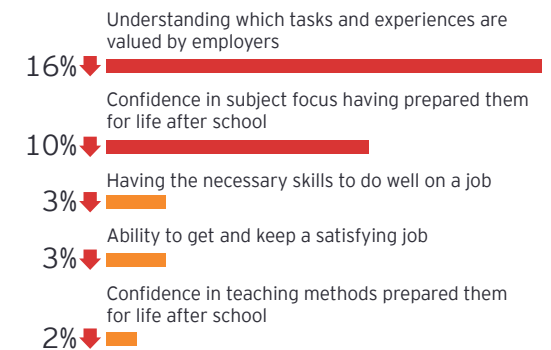 Understanding which tasks and experiences are
valued by employers
16%
Confidence in subject focus having prepared them
for life after school
10%
Having the necessary skills to do well on a job
3%
Ability to get and keep a satisfying job
3%
Confidence in teaching methods prepared them
for life after school
2%